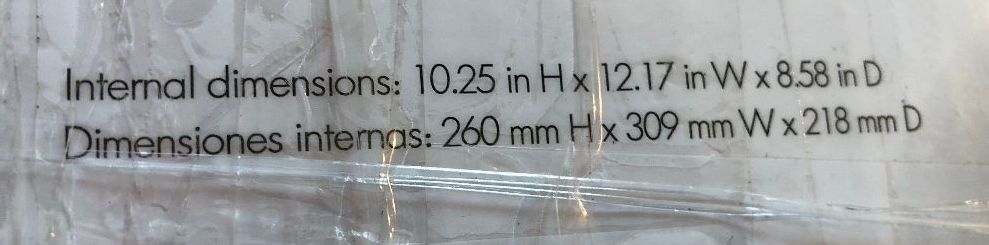 Internal dimensions: 10.25 in H x 12.17 in W x 8.58 in D
Dimensiones internas: 260 mm H x 309 mm W x 218 mm D